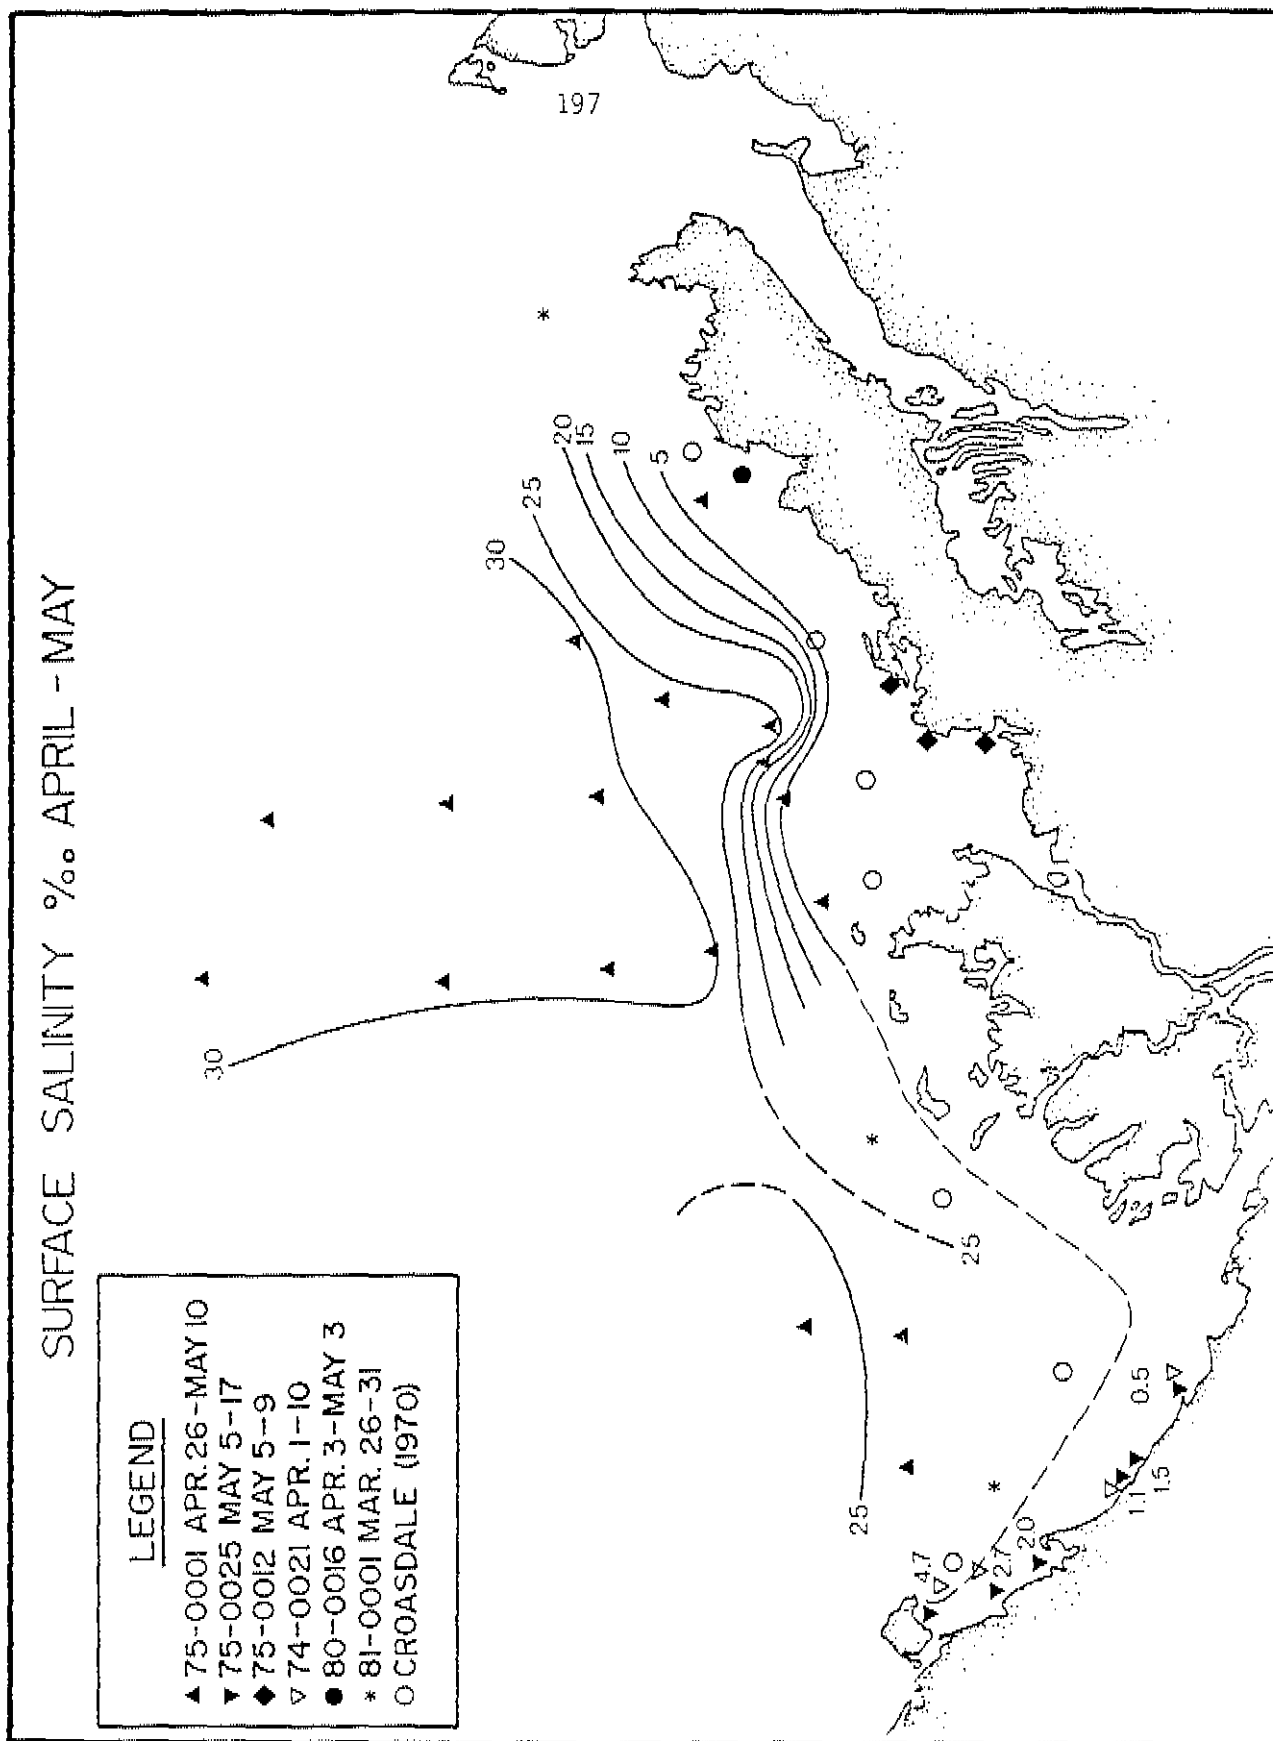 197
SURFACE SALINITY ‰ APRIL - MAY
LEGEND
▲ 75-0001 APR. 26-MAY 10
▼ 75-0025 MAY 5-17
◆ 75-0012 MAY 5-9
▽ 74-0021 APR. 1-10
● 80-0016 APR. 3-MAY 3
* 81-0001 MAR. 26-31
○ CROASDALE (1970)
30
30
25
20
15
10
5
25
25
4.7
2.7
2.0
1.1
1.5
0.5